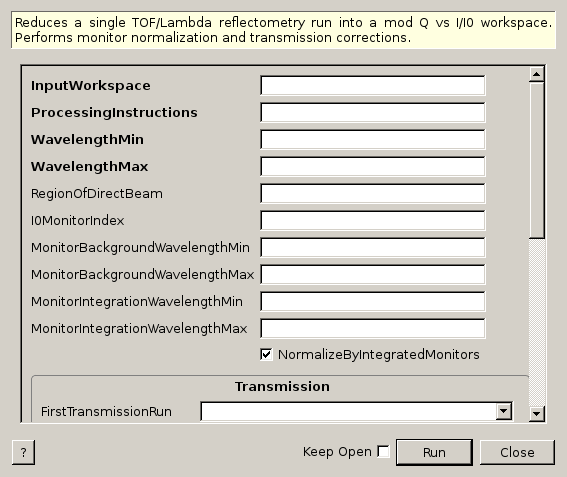 Reduces a single TOF/Lambda reflectometry run into a mod Q vs I/I0 workspace.
Performs monitor normalization and transmission corrections.
InputWorkspace
ProcessingInstructions
WavelengthMin
WavelengthMax
RegionOfDirectBeam
I0MonitorIndex
MonitorBackgroundWavelengthMin
MonitorBackgroundWavelengthMax
MonitorIntegrationWavelengthMin
MonitorIntegrationWavelengthMax
NormalizeByIntegratedMonitors
Transmission
FirstTransmissionRun
? Keep Open Run Close